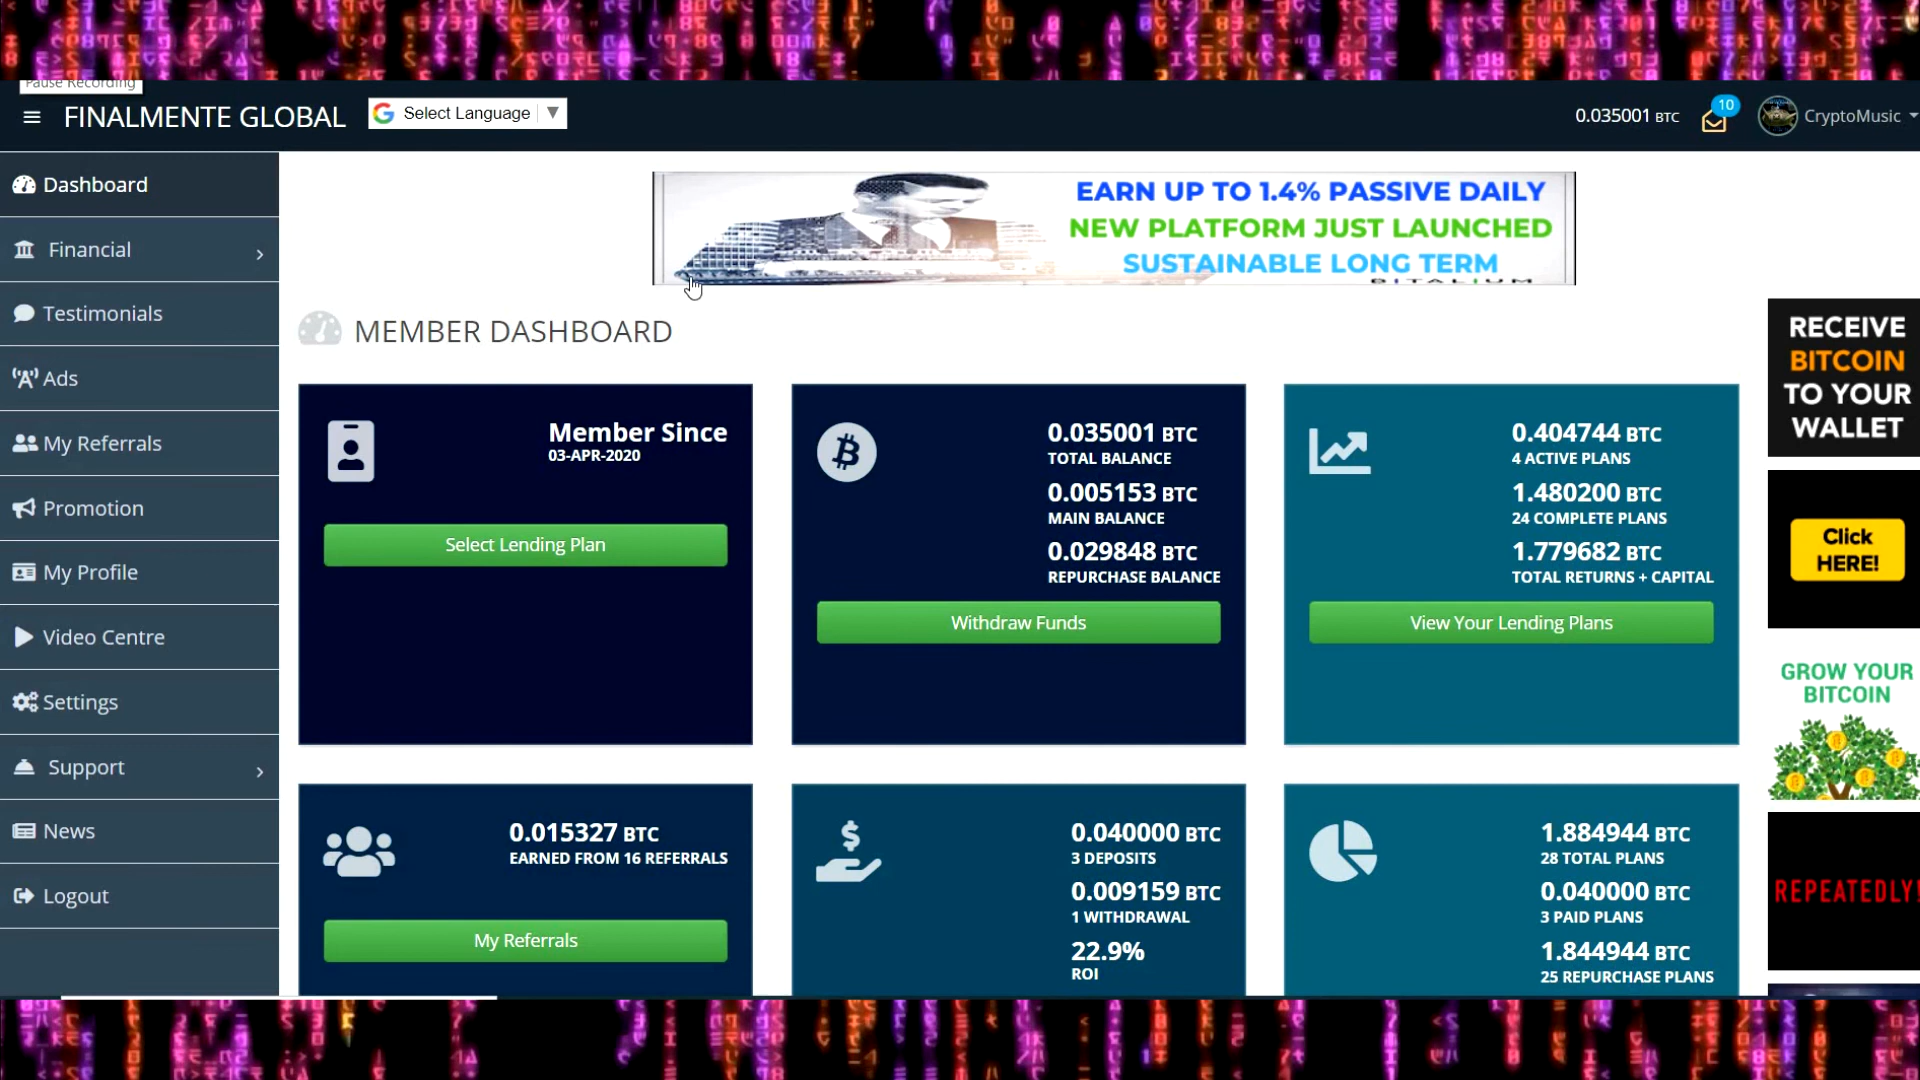 Pause Recording
FINALMENTE GLOBAL
Select Language
0.035001 BTC
10
CryptoMusic
Dashboard
Financial
Testimonials
Ads
My Referrals
Promotion
My Profile
Video Centre
Settings
Support
News
Logout
EARN UP TO 1.4% PASSIVE DAILY
NEW PLATFORM JUST LAUNCHED
SUSTAINABLE LONG TERM
BITALIUM
MEMBER DASHBOARD
Member Since
03-APR-2020
Select Lending Plan
0.035001 BTC
TOTAL BALANCE
0.005153 BTC
MAIN BALANCE
0.029848 BTC
REPURCHASE BALANCE
Withdraw Funds
0.404744 BTC
4 ACTIVE PLANS
1.480200 BTC
24 COMPLETE PLANS
1.779682 BTC
TOTAL RETURNS + CAPITAL
View Your Lending Plans
0.015327 BTC
EARNED FROM 16 REFERRALS
My Referrals
0.040000 BTC
3 DEPOSITS
0.009159 BTC
1 WITHDRAWAL
22.9%
ROI
1.884944 BTC
28 TOTAL PLANS
0.040000 BTC
3 PAID PLANS
1.844944 BTC
25 REPURCHASE PLANS
RECEIVE
BITCOIN
TO YOUR
WALLET
Click
HERE!
GROW YOUR
BITCOIN
REPEATEDLY!